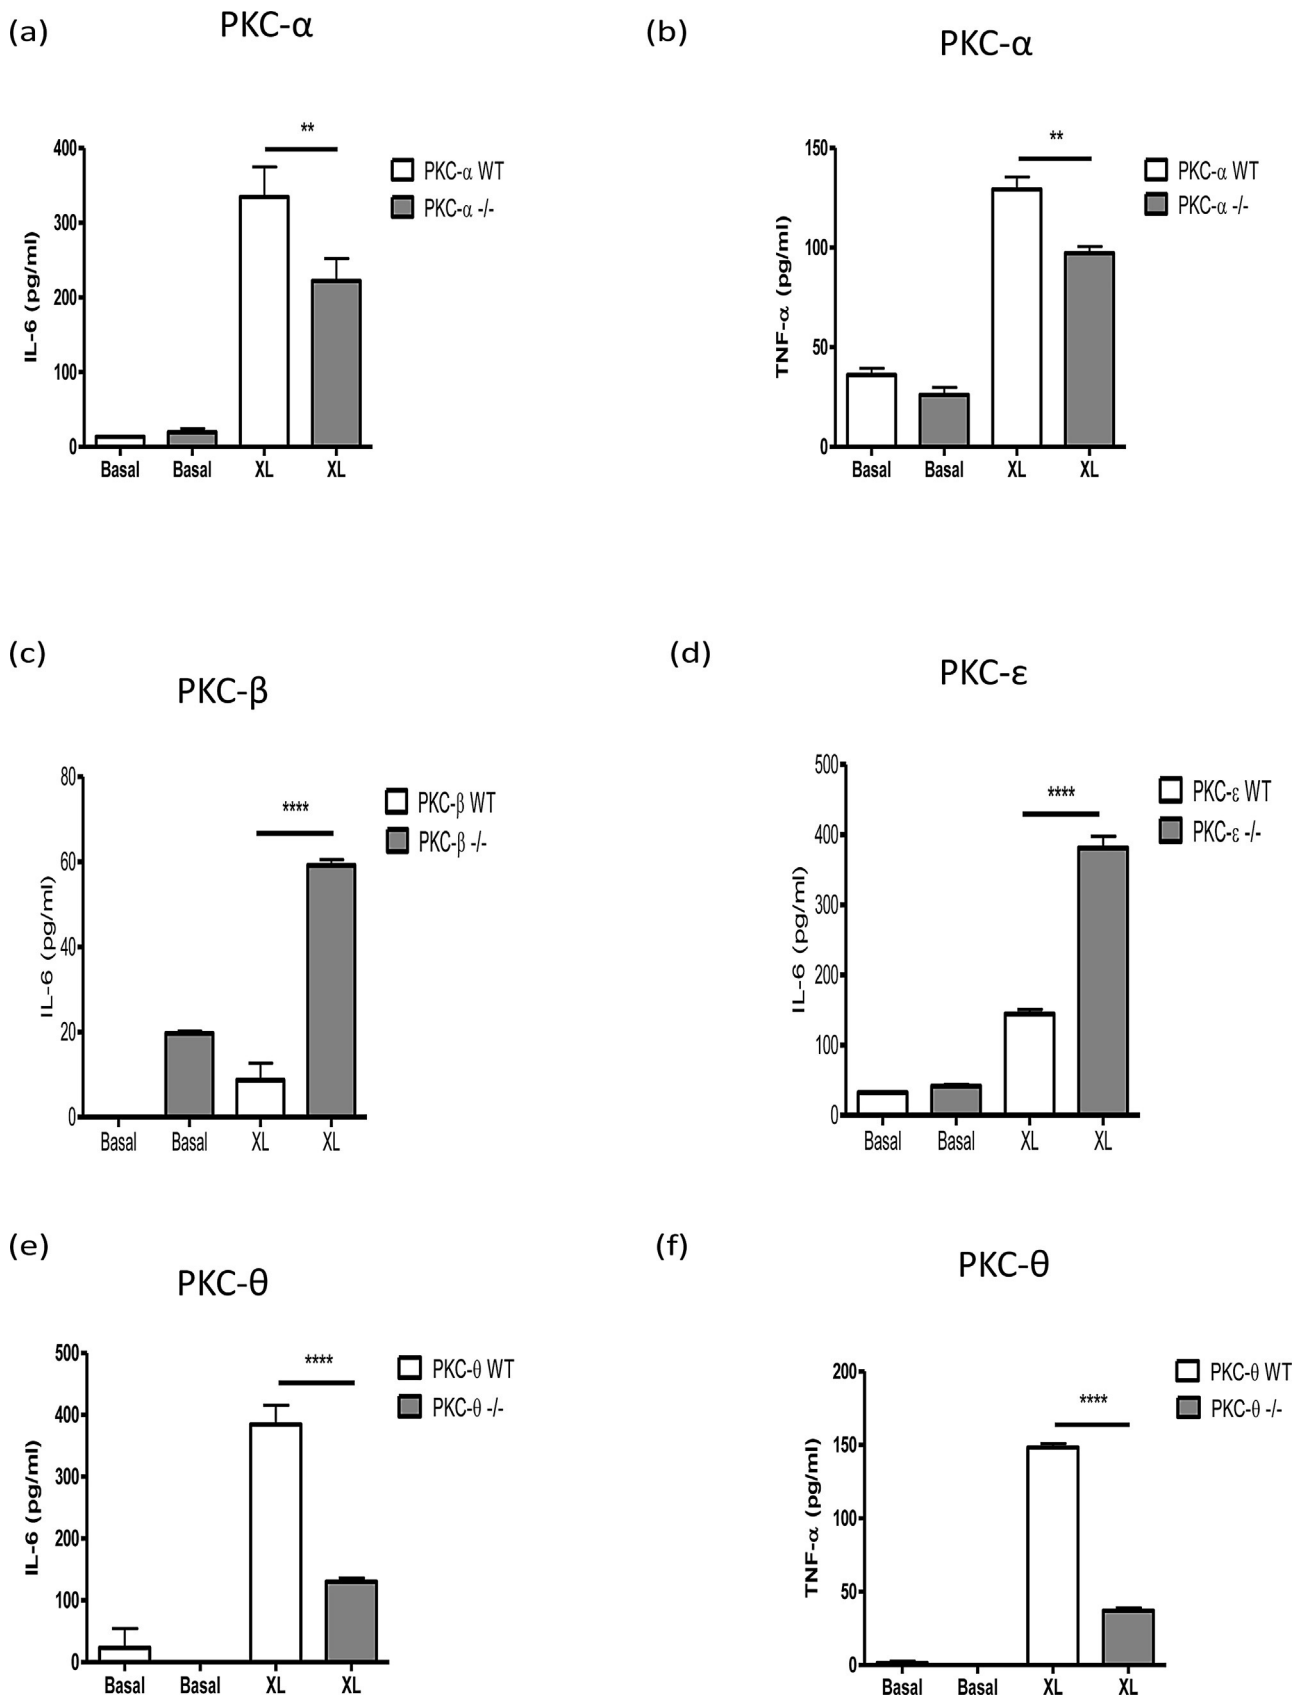 (a)
PKC-α
**
400
300
200
100
0
IL-6 (pg/ml)
Basal Basal XL XL
PKC-α WT
PKC-α -/-
(b)
PKC-α
**
150
100
50
0
TNF-α (pg/ml)
Basal Basal XL XL
PKC-α WT
PKC-α -/-
(c)
PKC-β
****
80
60
40
20
0
IL-6 (pg/ml)
Basal Basal XL XL
PKC-β WT
PKC-β -/-
(d)
PKC-ε
****
500
400
300
200
100
0
IL-6 (pg/ml)
Basal Basal XL XL
PKC-ε WT
PKC-ε -/-
(e)
PKC-θ
****
500
400
300
200
100
0
IL-6 (pg/ml)
Basal Basal XL XL
PKC-θ WT
PKC-θ -/-
(f)
PKC-θ
****
200
150
100
50
0
TNF-α (pg/ml)
Basal Basal XL XL
PKC-θ WT
PKC-θ -/-